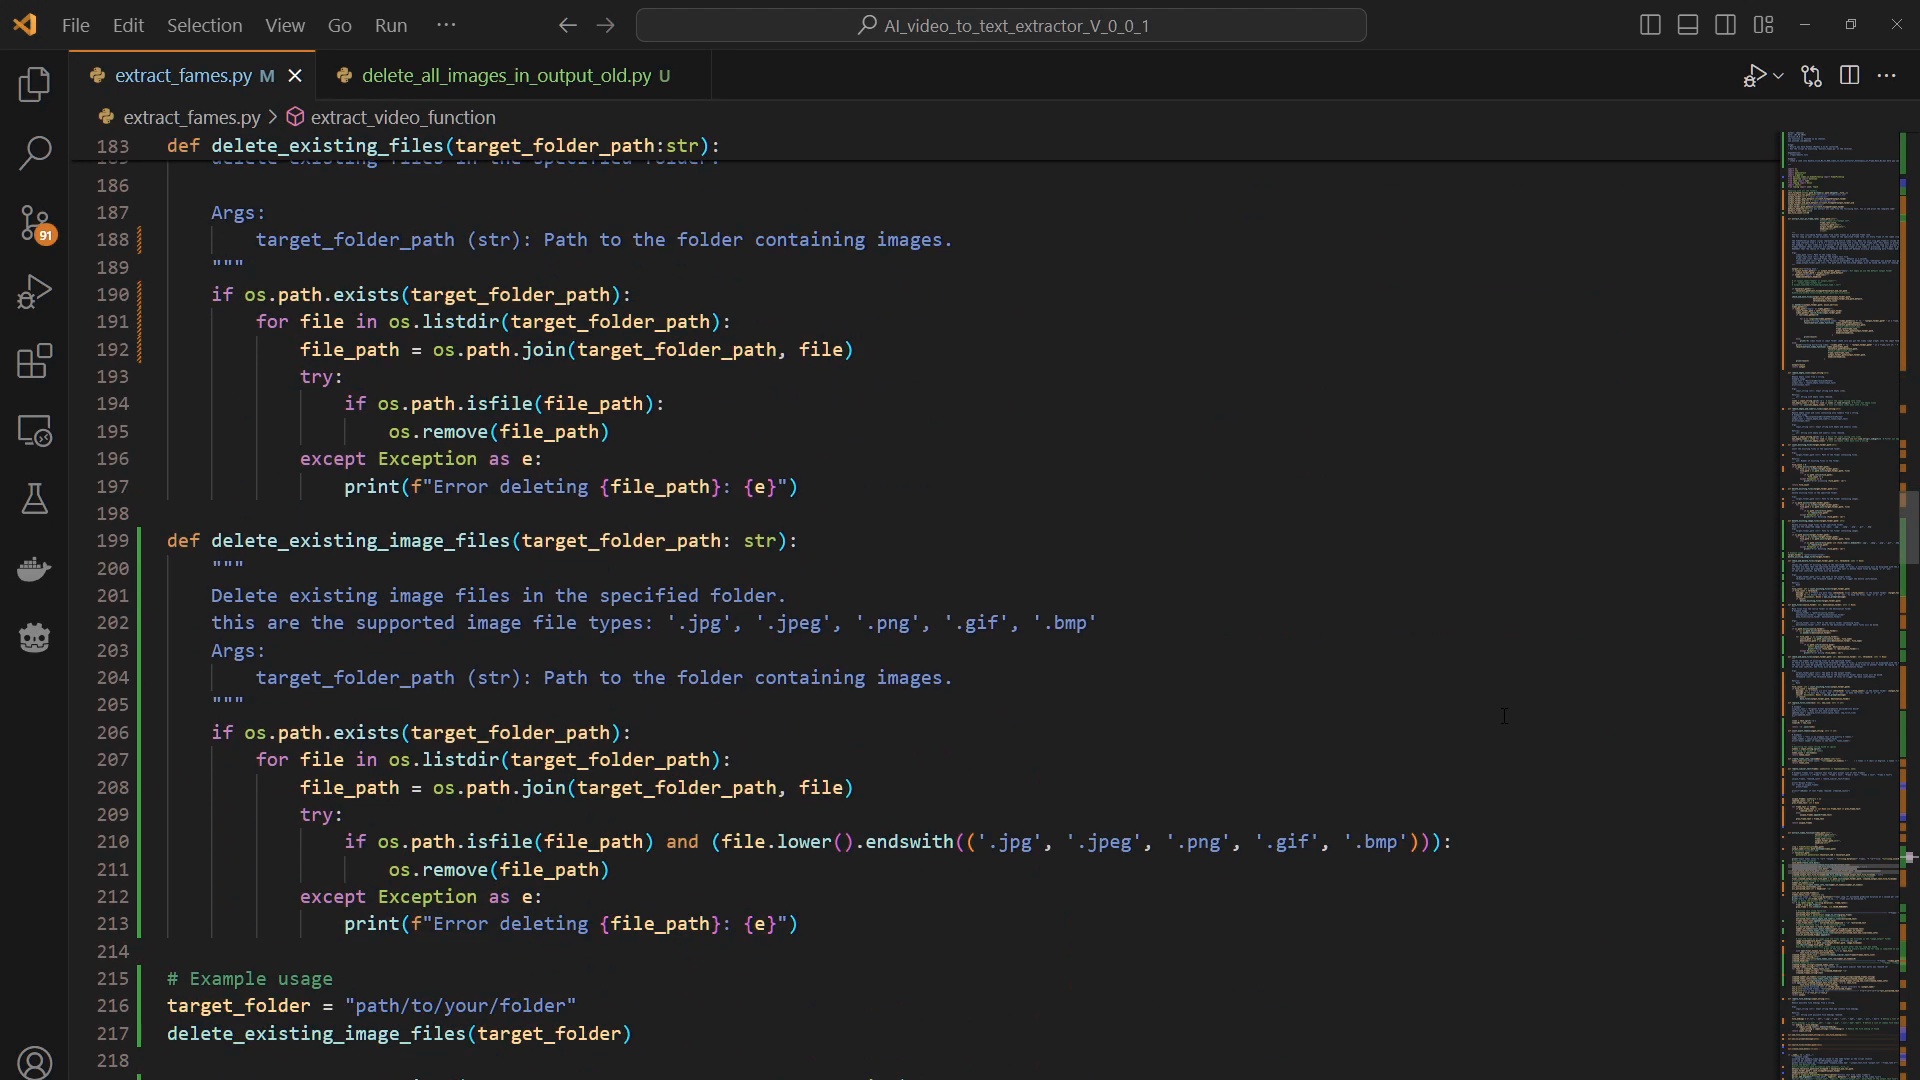 File Edit Selection View Go Run ···
AI_video_to_text_extractor_V_0_0_1
extract_fames.py M
delete_all_images_in_output_old.py U
extract_fames.py > extract_video_function
183 def delete_existing_files(target_folder_path:str):
delete existing files in the specified folder.
186
187 Args:
188 target_folder_path (str): Path to the folder containing images.
189 """
190 if os.path.exists(target_folder_path):
191 for file in os.listdir(target_folder_path):
192 file_path = os.path.join(target_folder_path, file)
193 try:
194 if os.path.isfile(file_path):
195 os.remove(file_path)
196 except Exception as e:
197 print(f"Error deleting {file_path}: {e}")
198
199 def delete_existing_image_files(target_folder_path: str):
200 """
201 Delete existing image files in the specified folder.
202 this are the supported image file types: '.jpg', '.jpeg', '.png', '.gif', '.bmp'
203 Args:
204 target_folder_path (str): Path to the folder containing images.
205 """
206 if os.path.exists(target_folder_path):
207 for file in os.listdir(target_folder_path):
208 file_path = os.path.join(target_folder_path, file)
209 try:
210 if os.path.isfile(file_path) and (file.lower().endswith(('.jpg', '.jpeg', '.png', '.gif', '.bmp'))):
211 os.remove(file_path)
212 except Exception as e:
213 print(f"Error deleting {file_path}: {e}")
214
215 # Example usage
216 target_folder = "path/to/your/folder"
217 delete_existing_image_files(target_folder)
218
91